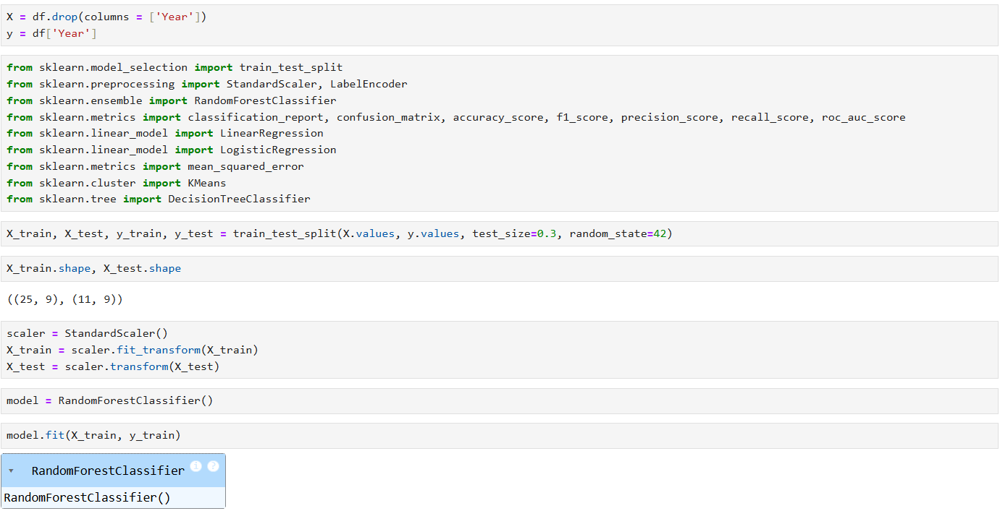 X = df.drop(columns = ['Year'])
y = df['Year']
from sklearn.model_selection import train_test_split
from sklearn.preprocessing import StandardScaler, LabelEncoder
from sklearn.ensemble import RandomForestClassifier
from sklearn.metrics import classification_report, confusion_matrix, accuracy_score, f1_score, precision_score, recall_score, roc_auc_score
from sklearn.linear_model import LinearRegression
from sklearn.linear_model import LogisticRegression
from sklearn.metrics import mean_squared_error
from sklearn.cluster import KMeans
from sklearn.tree import DecisionTreeClassifier
X_train, X_test, y_train, y_test = train_test_split(X.values, y.values, test_size=0.3, random_state=42)
X_train.shape, X_test.shape
((25, 9), (11, 9))
scaler = StandardScaler()
X_train = scaler.fit_transform(X_train)
X_test = scaler.transform(X_test)
model = RandomForestClassifier()
model.fit(X_train, y_train)
▾ RandomForestClassifier i ?
RandomForestClassifier()